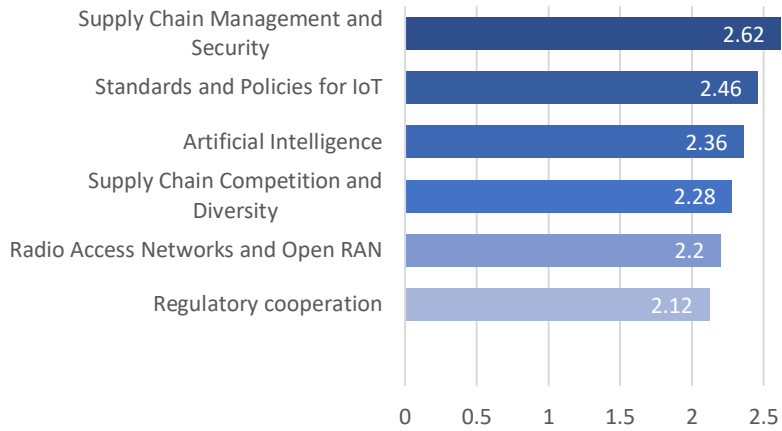 Supply Chain Management and
Security
2.62
Standards and Policies for IoT
2.46
Artificial Intelligence
2.36
Supply Chain Competition and
Diversity
2.28
Radio Access Networks and Open RAN
2.2
Regulatory cooperation
2.12
0 0.5 1 1.5 2 2.5